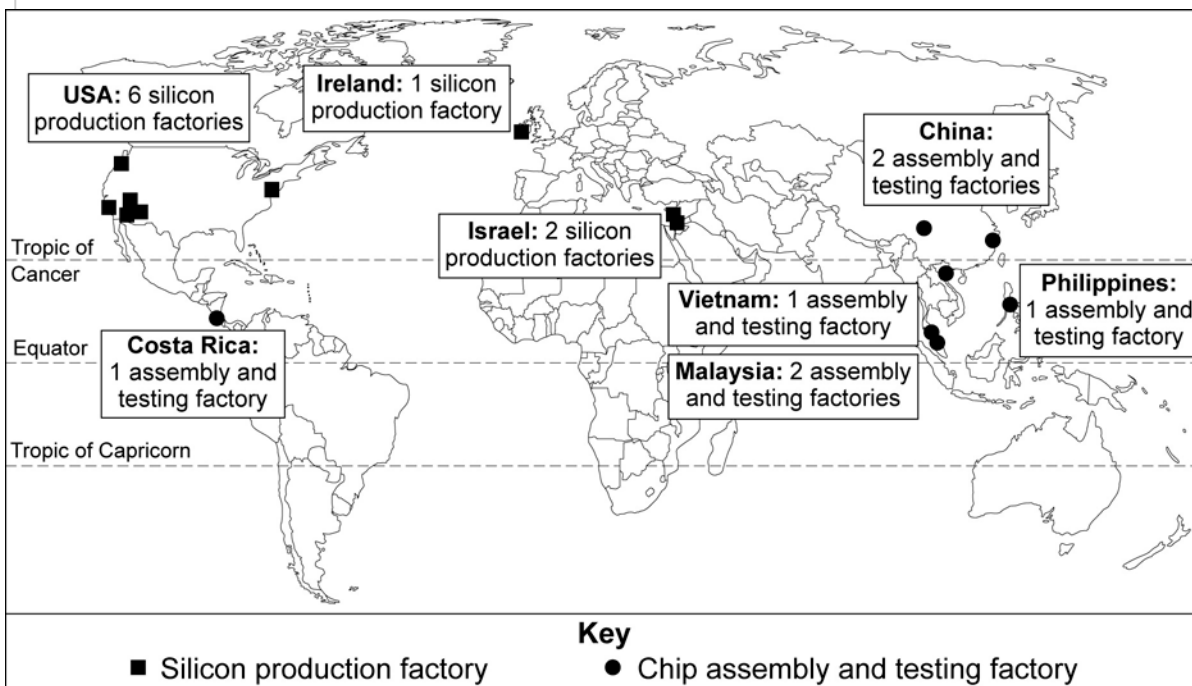 USA: 6 silicon
production factories
Ireland: 1 silicon
production factory
China:
2 assembly and
testing factories
Israel: 2 silicon
production factories
Tropic of
Cancer
Vietnam: 1 assembly
and testing factory
Philippines:
1 assembly and
testing factory
Equator
Costa Rica:
1 assembly and
testing factory
Malaysia: 2 assembly
and testing factories
Tropic of Capricorn
Key
Silicon production factory
Chip assembly and testing factory